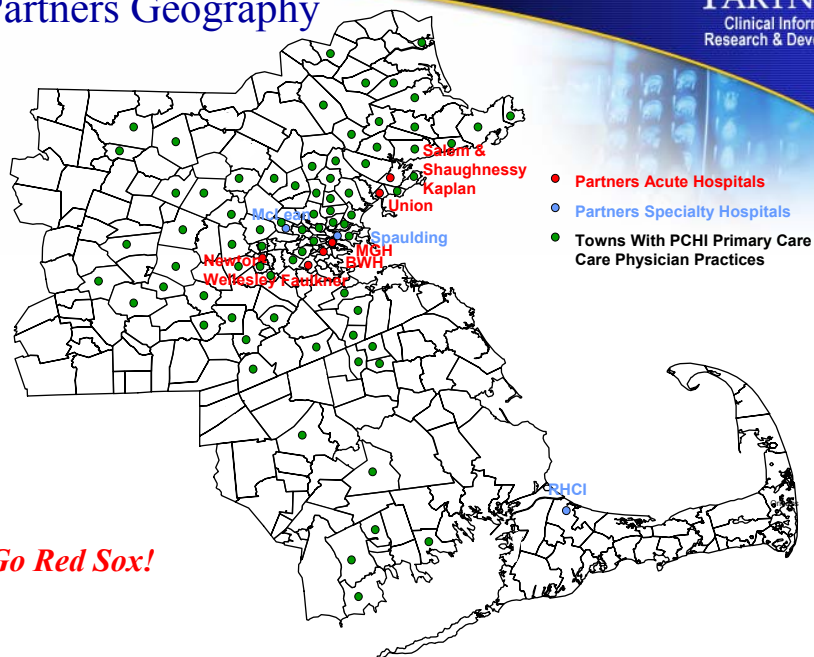 Partners Geography
Clinical Infor
Research & Deve
Salem &
Shaughnessy
Kaplan
Union
McLean
Spaulding
MGH
BWH
Newton
Wellesley Faulkner
Partners Acute Hospitals
Partners Specialty Hospitals
Towns With PCHI Primary Care
Care Physician Practices
RHCI
Go Red Sox!